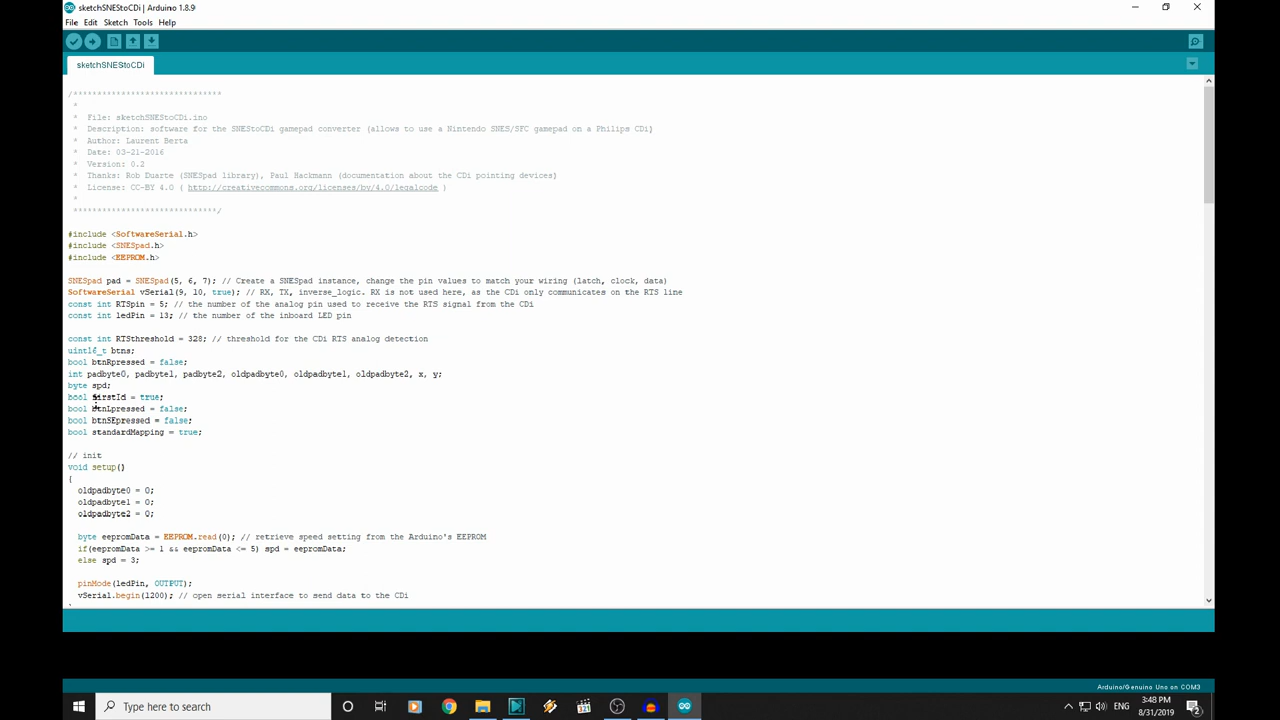 sketchSNEStoCDi | Arduino 1.8.9
File Edit Sketch Tools Help
sketchSNEStoCDi
/******************************
*
* File: sketchSNEStoCDi.ino
* Description: software for the SNEStoCDi gamepad converter (allows to use a Nintendo SNES/SFC gamepad on a Philips CDi)
* Author: Laurent Berta
* Date: 03-21-2016
* Version: 0.2
* Thanks: Rob Duarte (SNESpad library), Paul Hackmann (documentation about the CDi pointing devices)
* License: CC-BY 4.0 ( http://creativecommons.org/licenses/by/4.0/legalcode )
*
******************************/
#include <SoftwareSerial.h>
#include <SNESpad.h>
#include <EEPROM.h>
SNESpad pad = SNESpad(5, 6, 7); // Create a SNESpad instance, change the pin values to match your wiring (latch, clock, data)
SoftwareSerial vSerial(9, 10, true); // RX, TX, inverse_logic. RX is not used here, as the CDi only communicates on the RTS line
const int RTSpin = 5; // the number of the analog pin used to receive the RTS signal from the CDi
const int ledPin = 13; // the number of the inboard LED pin
const int RTSthreshold = 328; // threshold for the CDi RTS analog detection
uint16_t btns;
bool btnRpressed = false;
int padbyte0, padbyte1, padbyte2, oldpadbyte0, oldpadbyte1, oldpadbyte2, x, y;
byte spd;
bool firstId = true;
bool btnLpressed = false;
bool btnSEpressed = false;
bool standardMapping = true;
// init
void setup()
{
oldpadbyte0 = 0;
oldpadbyte1 = 0;
oldpadbyte2 = 0;
byte eepromData = EEPROM.read(0); // retrieve speed setting from the Arduino's EEPROM
if(eepromData >= 1 && eepromData <= 5) spd = eepromData;
else spd = 3;
pinMode(ledPin, OUTPUT);
vSerial.begin(1200); // open serial interface to send data to the CDi
Arduino/Genuino Uno on COM3
Type here to search
ENG
3:48 PM
8/31/2019
2